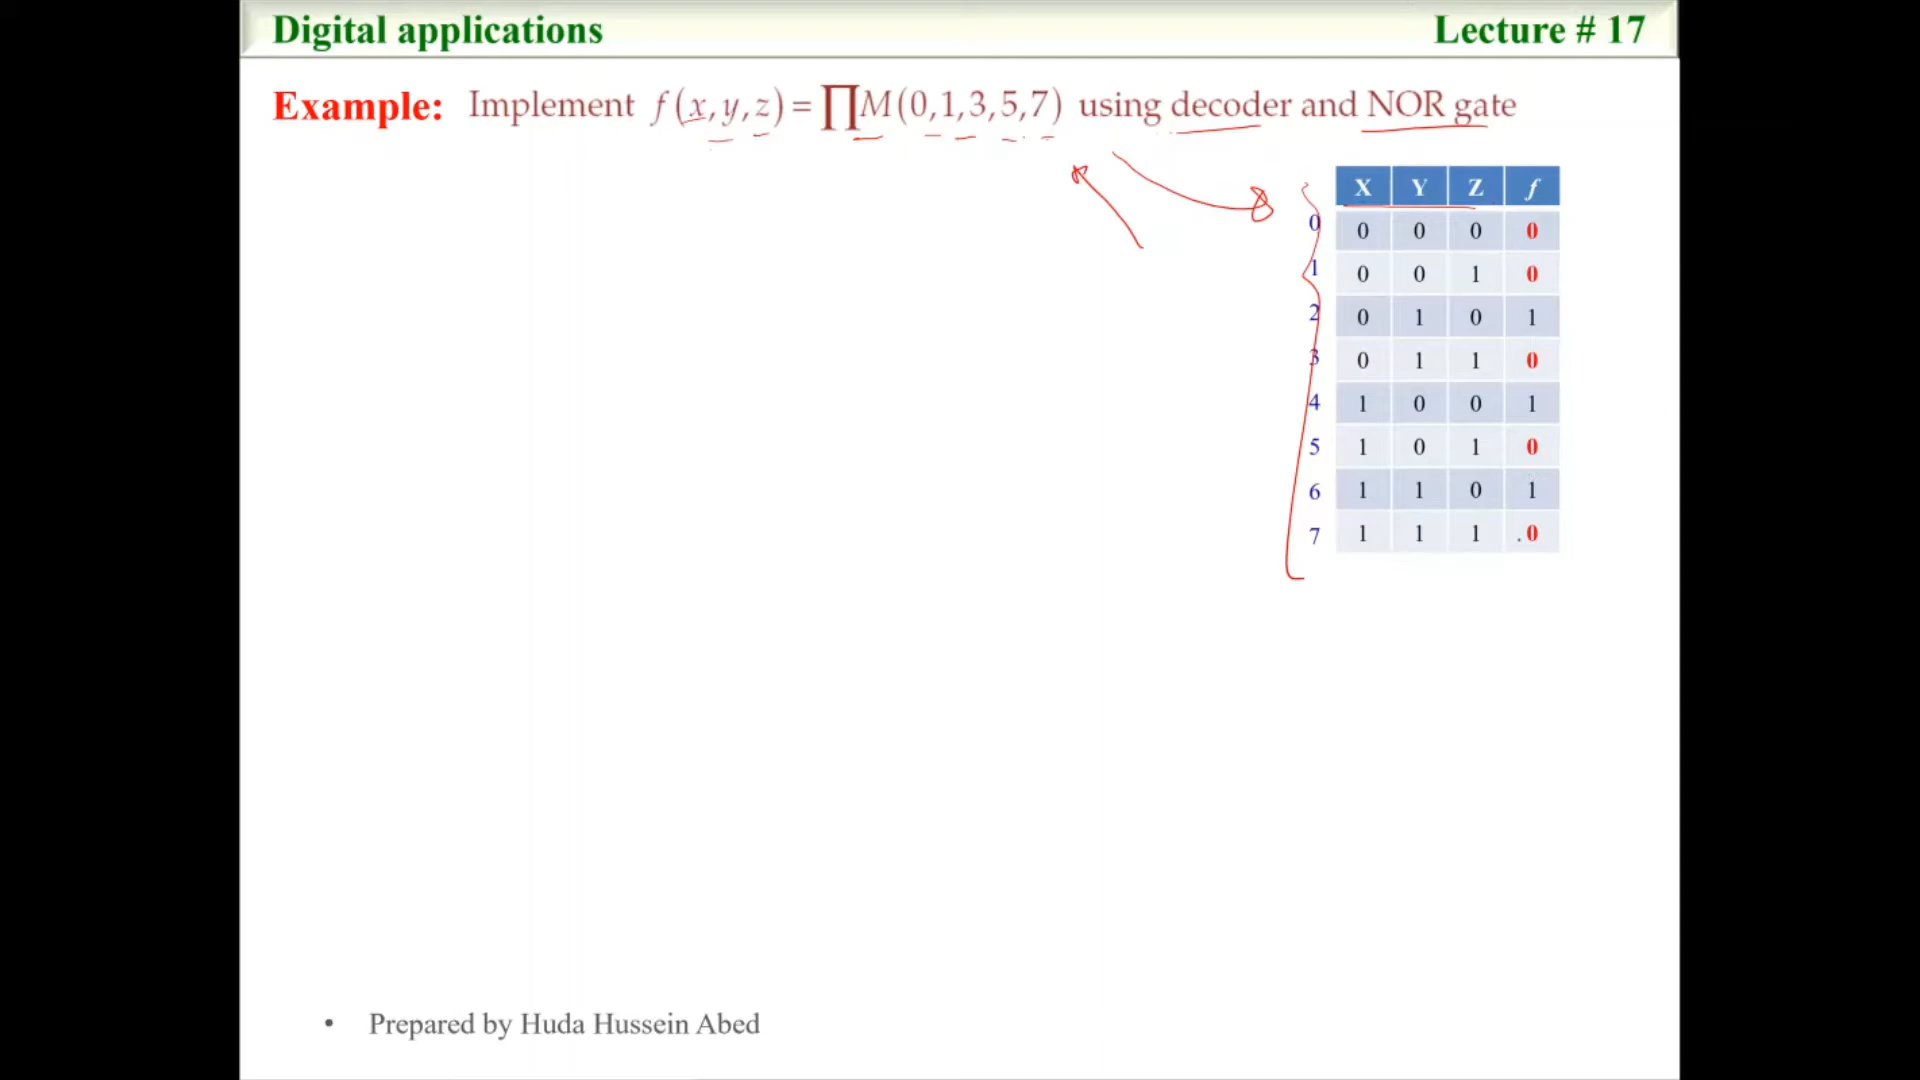 Digital applications
Lecture # 17
Example: Implement f(x,y,z)=∏M(0,1,3,5,7) using decoder and NOR gate
X Y Z f
0 0 0 0 0
1 0 0 1 0
2 0 1 0 1
3 0 1 1 0
4 1 0 0 1
5 1 0 1 0
6 1 1 0 1
7 1 1 1 .0
• Prepared by Huda Hussein Abed